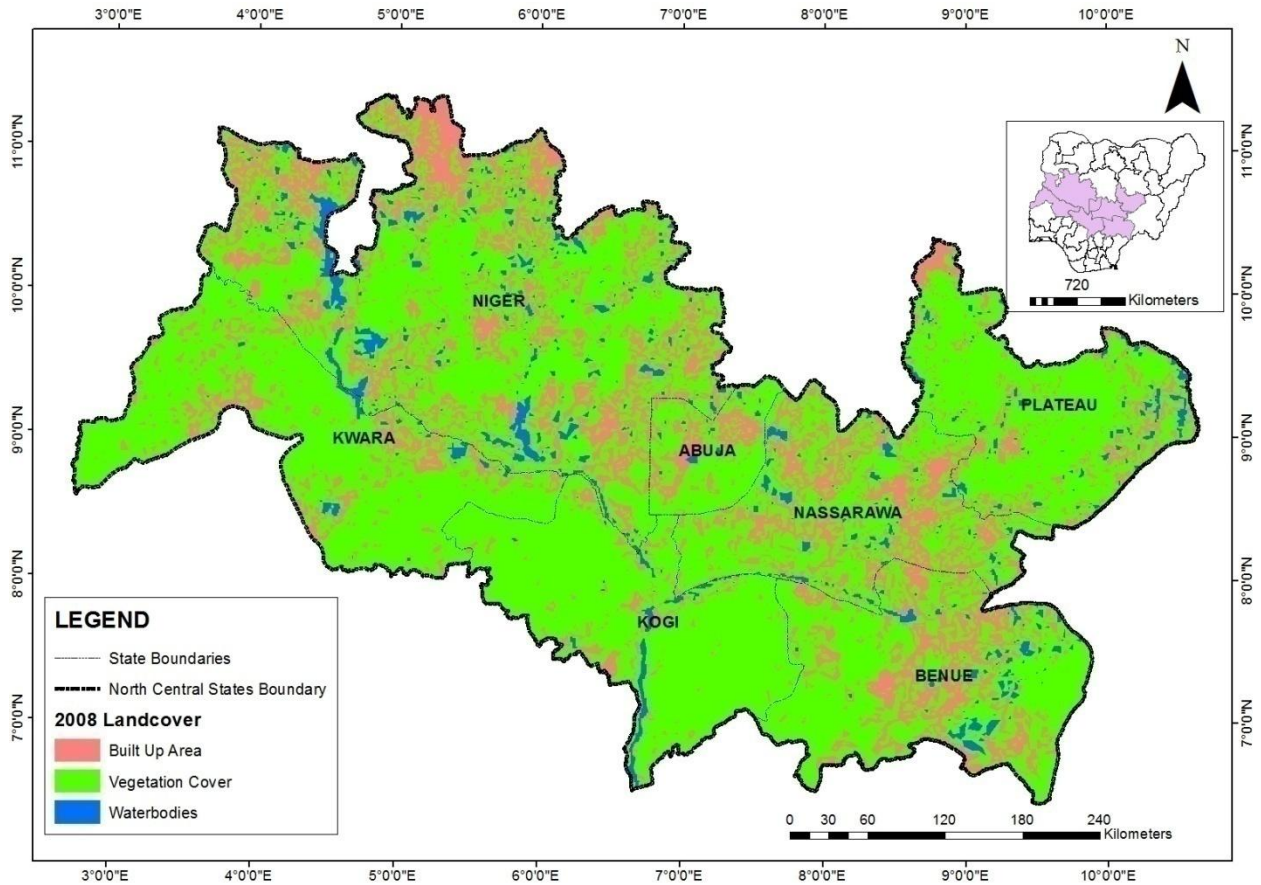 3°0'0"E 4°0'0"E 5°0'0"E 6°0'0"E 7°0'0"E 8°0'0"E 9°0'0"E 10°0'0"E
N
11°0'0"N
10°0'0"N
9°0'0"N
8°0'0"N
7°0'0"N
11°0'0"N
10°0'0"N
9°0'0"N
8°0'0"N
7°0'0"N
720
Kilometers
NIGER
PLATEAU
KWARA
ABUJA
NASSARAWA
KOGI
BENUE
LEGEND
State Boundaries
North Central States Boundary
2008 Landcover
Built Up Area
Vegetation Cover
Waterbodies
0 30 60 120 180 240
Kilometers
3°0'0"E 4°0'0"E 5°0'0"E 6°0'0"E 7°0'0"E 8°0'0"E 9°0'0"E 10°0'0"E